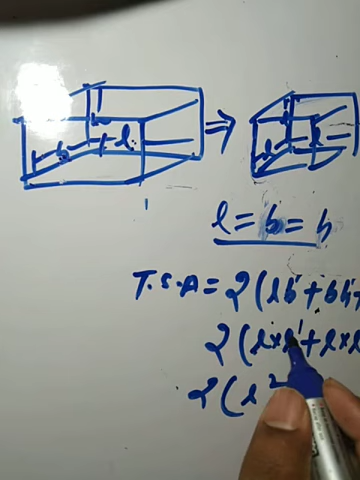 h
b
l
⇒
h
l
l
l = b = h
T.S.A = 2(lb + bh +
2(l×l + l×l
2(l²